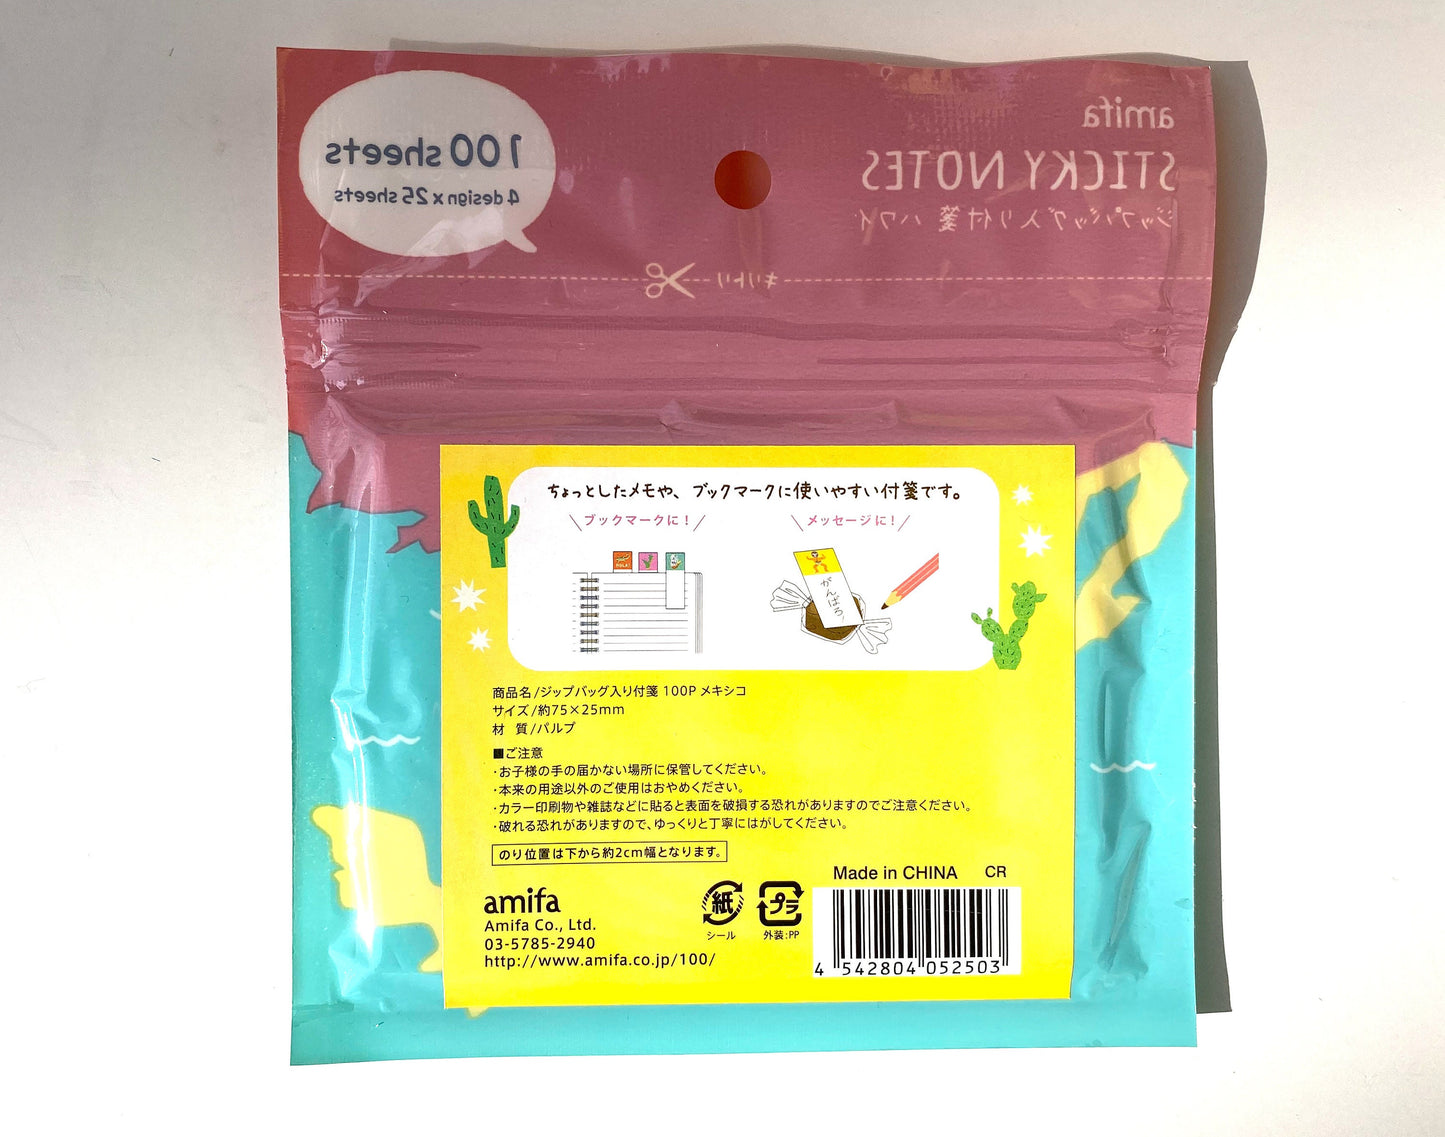 amifa
100 sheets
STICKY NOTES
4 design x 25 sheets
ジップバッグ入り付箋 ハワイ
キリトリ
ちょっとしたメモや、ブックマークに使いやすい付箋です。
\ブックマークに!/
\メッセージに!/
HOLA!
がんばろ
商品名/ジップバッグ入り付箋 100P メキシコ
サイズ/約75×25mm
材 質/パルプ
■ご注意
・お子様の手の届かない場所に保管してください。
・本来の用途以外のご使用はおやめください。
・カラー印刷物や雑誌などに貼ると表面を破損する恐れがありますのでご注意ください。
・破れる恐れがありますので、ゆっくりと丁寧にはがしてください。
のり位置は下から約2cm幅となります。
Made in CHINA CR
amifa
Amifa Co., Ltd.
03-5785-2940
http://www.amifa.co.jp/100/
紙
シール
プラ
外装:PP
4 542804 052503